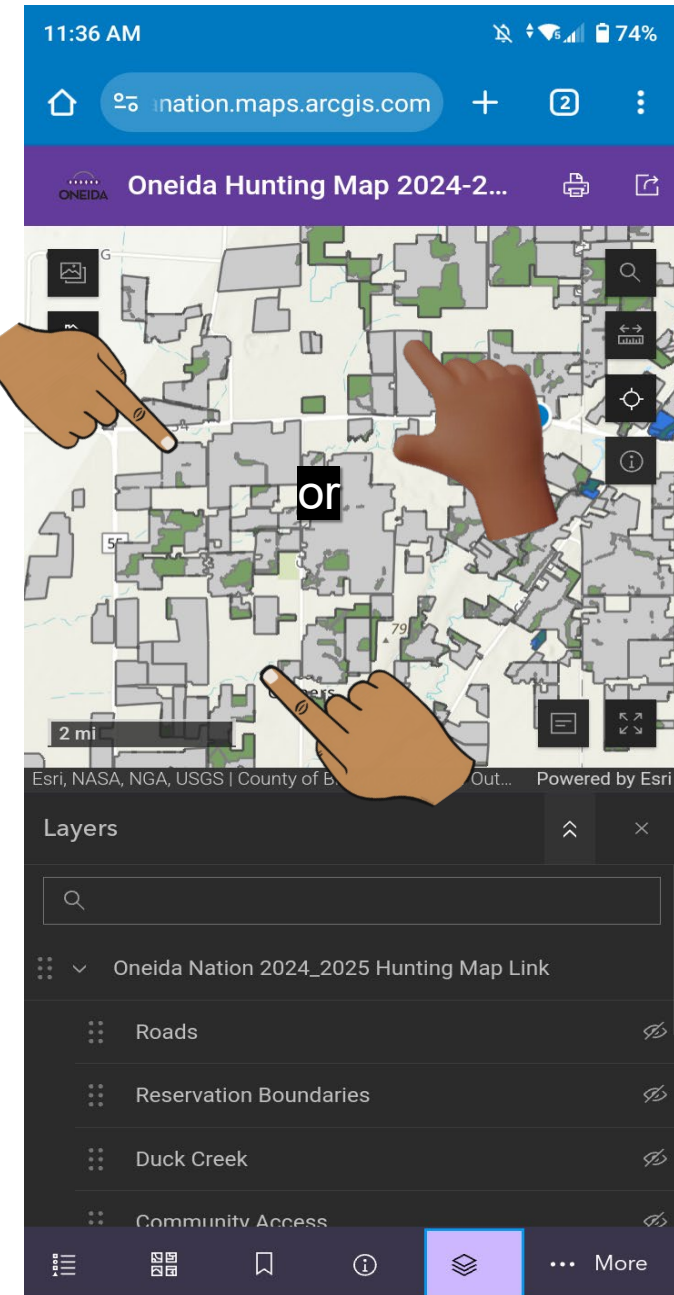 11:36 AM
74%
nation.maps.arcgis.com
2
ONEIDA
Oneida Hunting Map 2024-2...
G
54
or
55
79
2 mi
Esri, NASA, NGA, USGS | County of B
Out...
Powered by Esri
Layers
Oneida Nation 2024_2025 Hunting Map Link
Roads
Reservation Boundaries
Duck Creek
Community Access
More